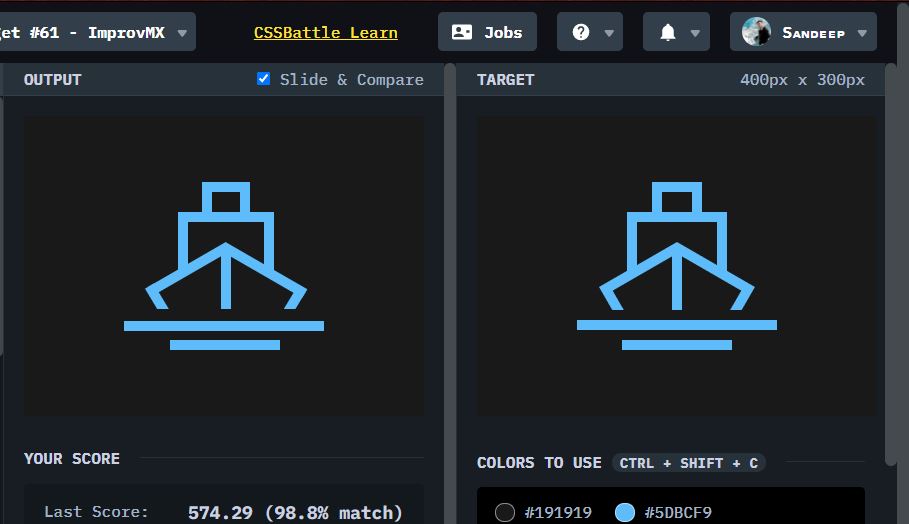 get #61 - ImprovMX
CSSBattle Learn
Jobs
Sandeep
OUTPUT
Slide & Compare
TARGET
400px x 300px
YOUR SCORE
COLORS TO USE CTRL + SHIFT + C
Last Score: 574.29 (98.8% match)
#191919 #5DBCF9